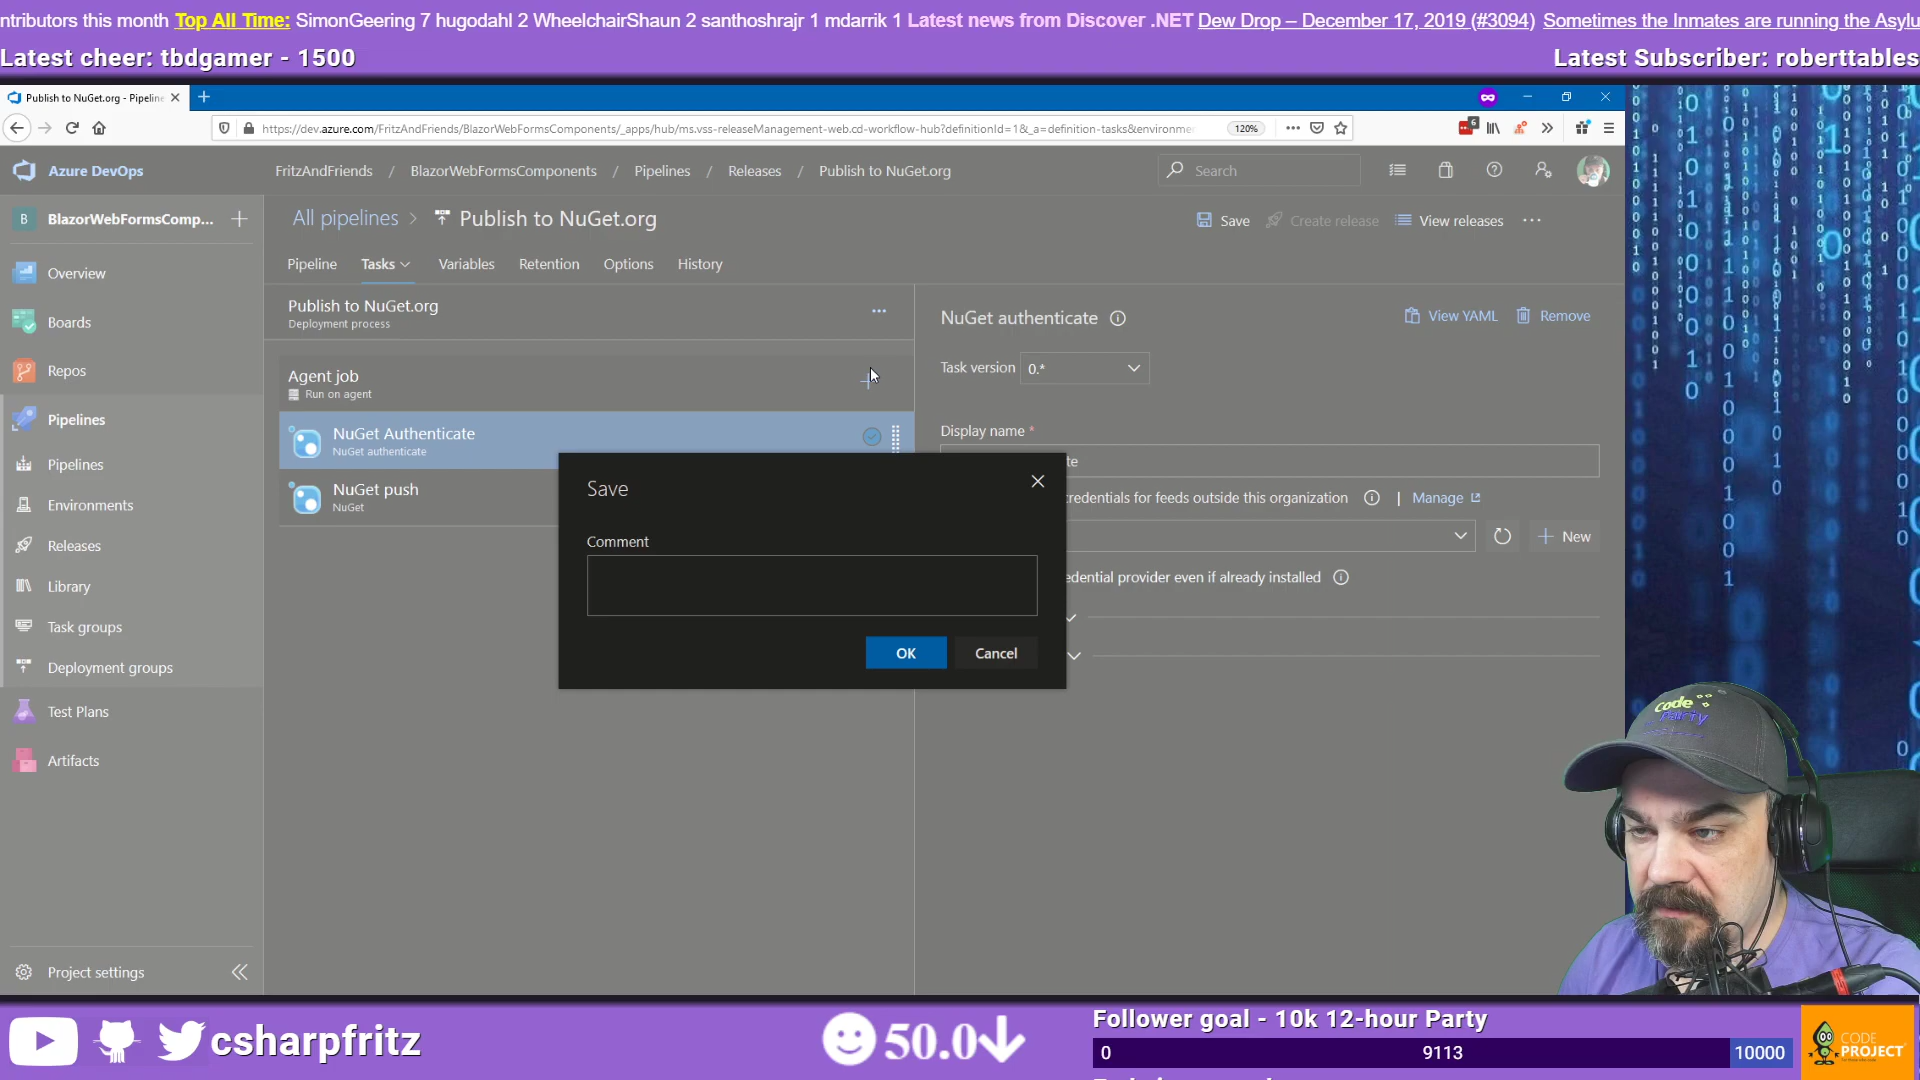 ntributors this month Top All Time: SimonGeering 7 hugodahl 2 WheelchairShaun 2 santhoshrajr 1 mdarrik 1 Latest news from Discover .NET Dew Drop – December 17, 2019 (#3094) Sometimes the Inmates are running the Asylu
Latest cheer: tbdgamer - 1500
Latest Subscriber: roberttables
Publish to NuGet.org - Pipeline
https://dev.azure.com/FritzAndFriends/BlazorWebFormsComponents/_apps/hub/ms.vss-releaseManagement-web.cd-workflow-hub?definitionId=1&_a=definition-tasks&environme
120%
6
Azure DevOps
FritzAndFriends / BlazorWebFormsComponents / Pipelines / Releases / Publish to NuGet.org
Search
B BlazorWebFormsComp...
All pipelines > Publish to NuGet.org
Save
Create release
View releases
Overview
Boards
Repos
Pipelines
Pipelines
Environments
Releases
Library
Task groups
Deployment groups
Test Plans
Artifacts
Project settings
Pipeline
Tasks
Variables
Retention
Options
History
Publish to NuGet.org
Deployment process
Agent job
Run on agent
NuGet Authenticate
NuGet authenticate
NuGet push
NuGet
NuGet authenticate
View YAML
Remove
Task version 0.*
Display name *
te
credentials for feeds outside this organization | Manage
New
edential provider even if already installed
Save
Comment
OK
Cancel
code
party
csharpfritz
50.0
Follower goal - 10k 12-hour Party
0
9113
10000
CODE
PROJECT